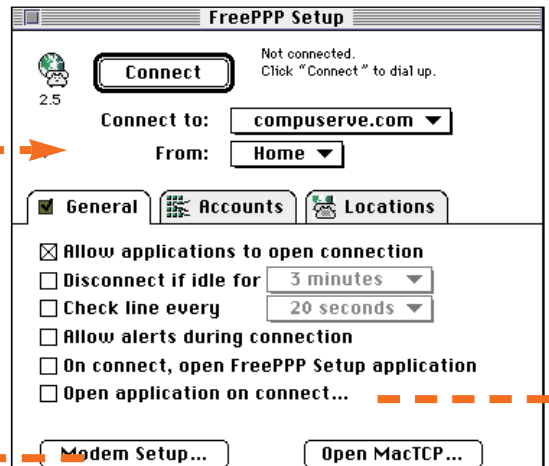 FreePPP Setup
Not connected.
Connect
Click "Connect" to dial up.
2.5
Connect to: compuserve.com
From: Home
General Accounts Locations
Allow applications to open connection
Disconnect if idle for 3 minutes
Check line every 20 seconds
Allow alerts during connection
On connect, open FreePPP Setup application
Open application on connect...
Modem Setup... Open MacTCP...